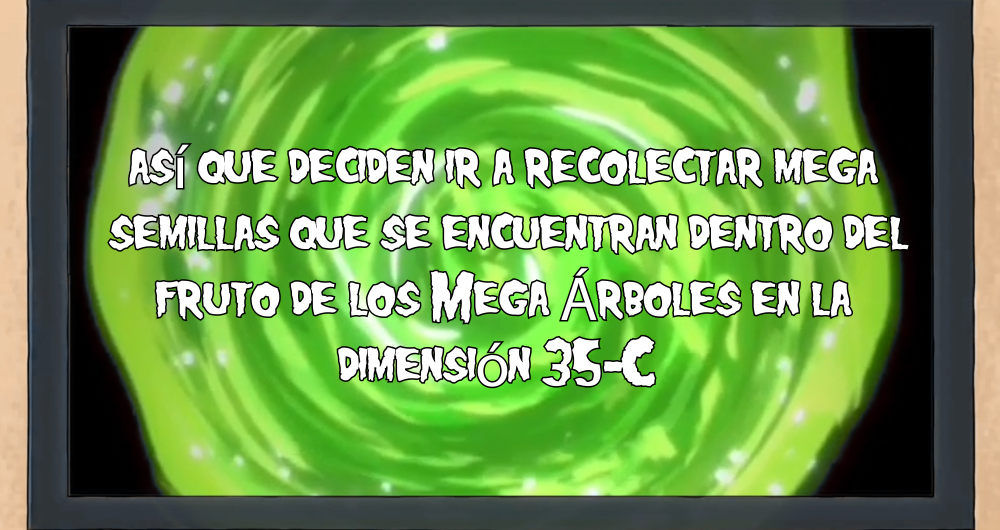 así que deciden ir a recolectar mega
semillas que se encuentran dentro del
fruto de los Mega Árboles en la
dimensión 35-C